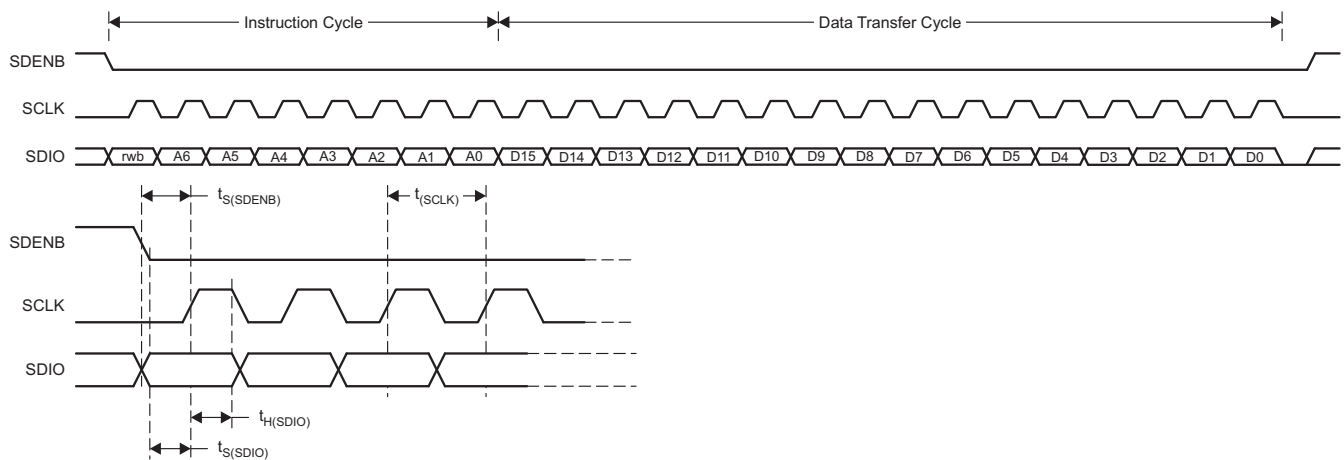 Instruction Cycle Data Transfer Cycle
SDENB
SCLK
SDIO rwb A6 A5 A4 A3 A2 A1 A0 D15 D14 D13 D12 D11 D10 D9 D8 D7 D6 D5 D4 D3 D2 D1 D0
tS(SDENB) t(SCLK)
SDENB
SCLK
SDIO
tH(SDIO)
tS(SDIO)